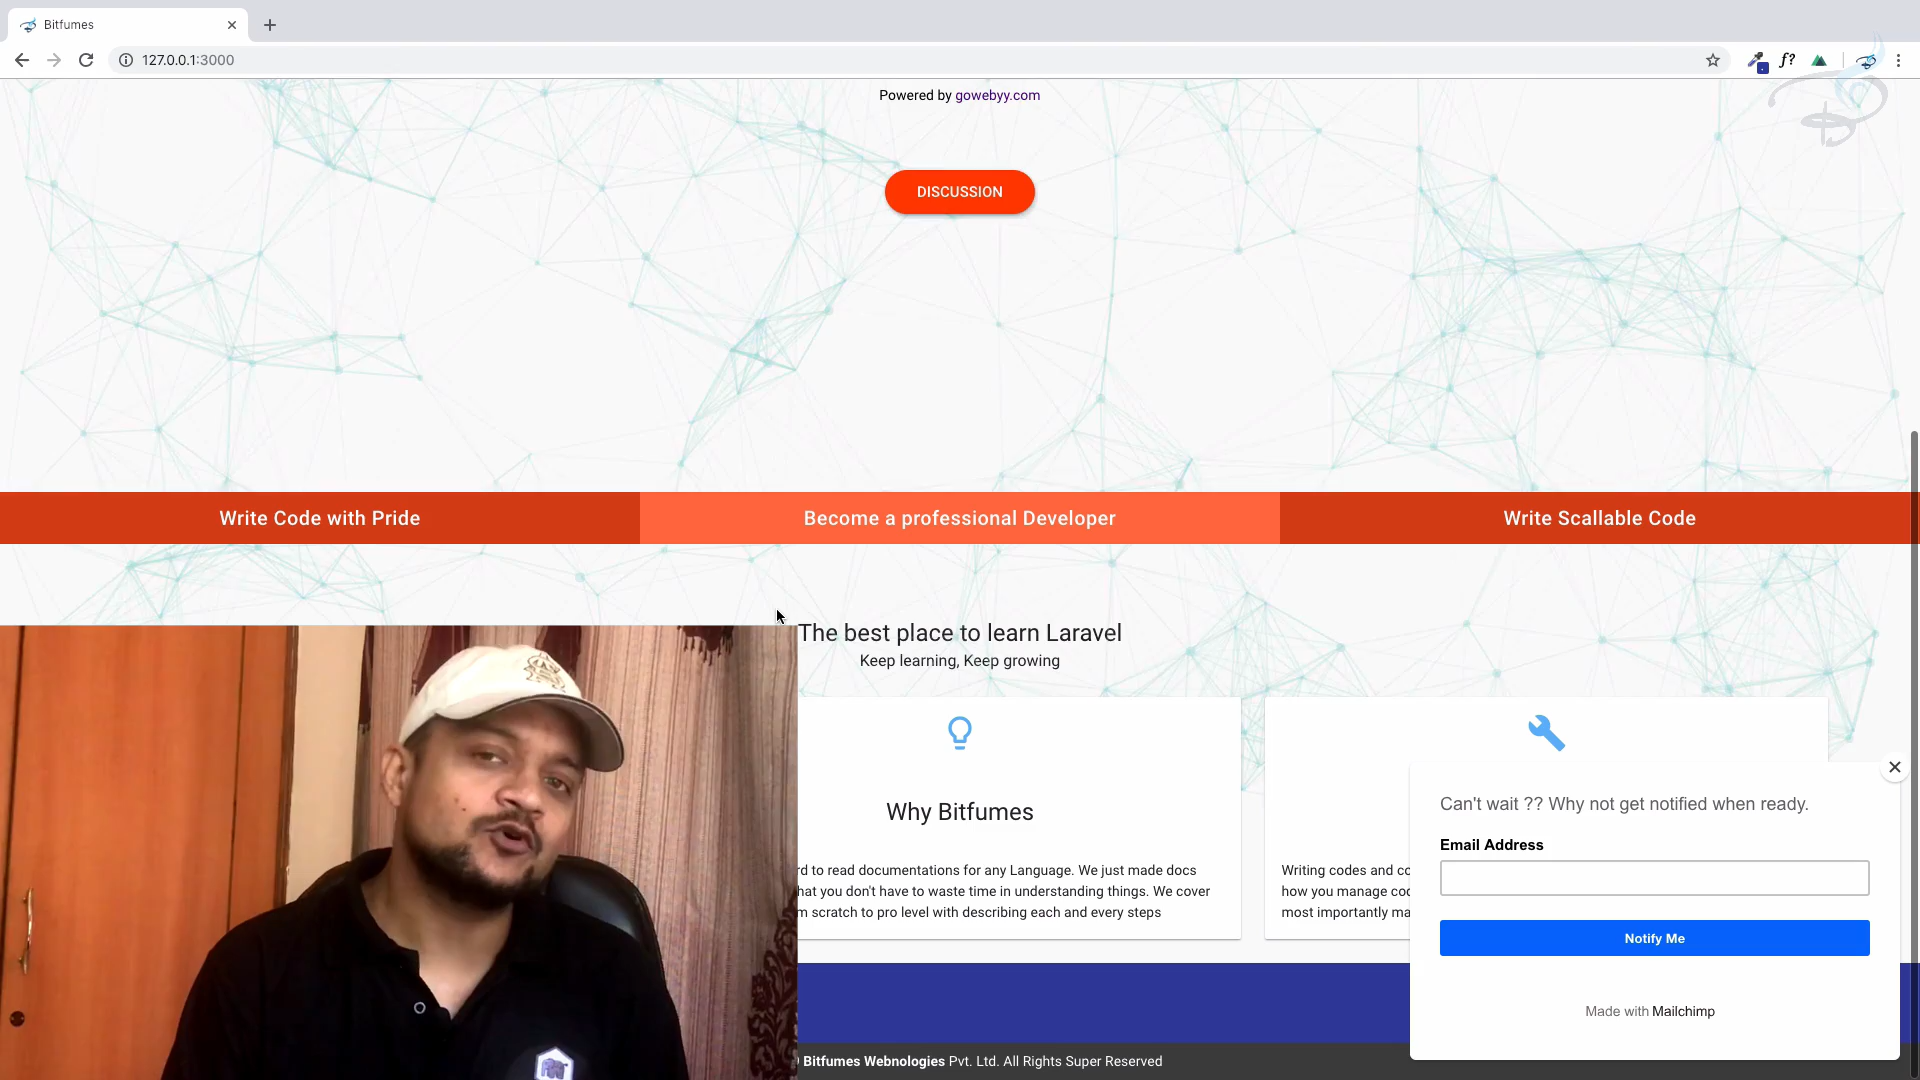 Bitfumes
127.0.0.1:3000
f?
Powered by gowebyy.com
DISCUSSION
Write Code with Pride
Become a professional Developer
Write Scallable Code
The best place to learn Laravel
Keep learning, Keep growing
Why Bitfumes
rd to read documentations for any Language. We just made docs
hat you don't have to waste time in understanding things. We cover
m scratch to pro level with describing each and every steps
Writing codes and co
how you manage cod
most importantly ma
Can't wait ?? Why not get notified when ready.
Email Address
Notify Me
Made with Mailchimp
Bitfumes Webnologies Pvt. Ltd. All Rights Super Reserved